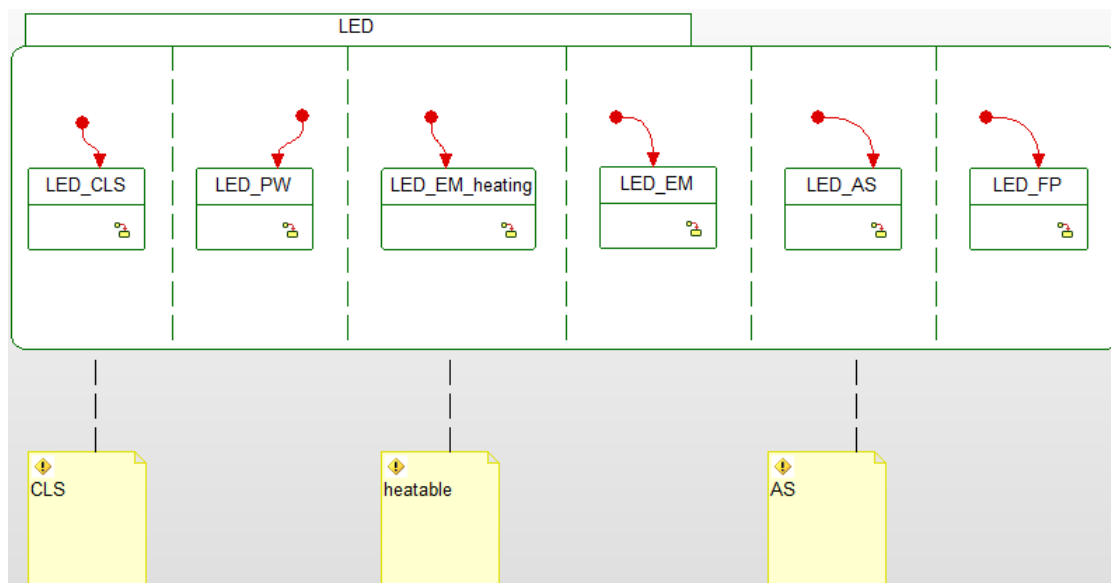 LED
LED_CLS
LED_PW
LED_EM_heating
LED_EM
LED_AS
LED_FP
CLS
heatable
AS